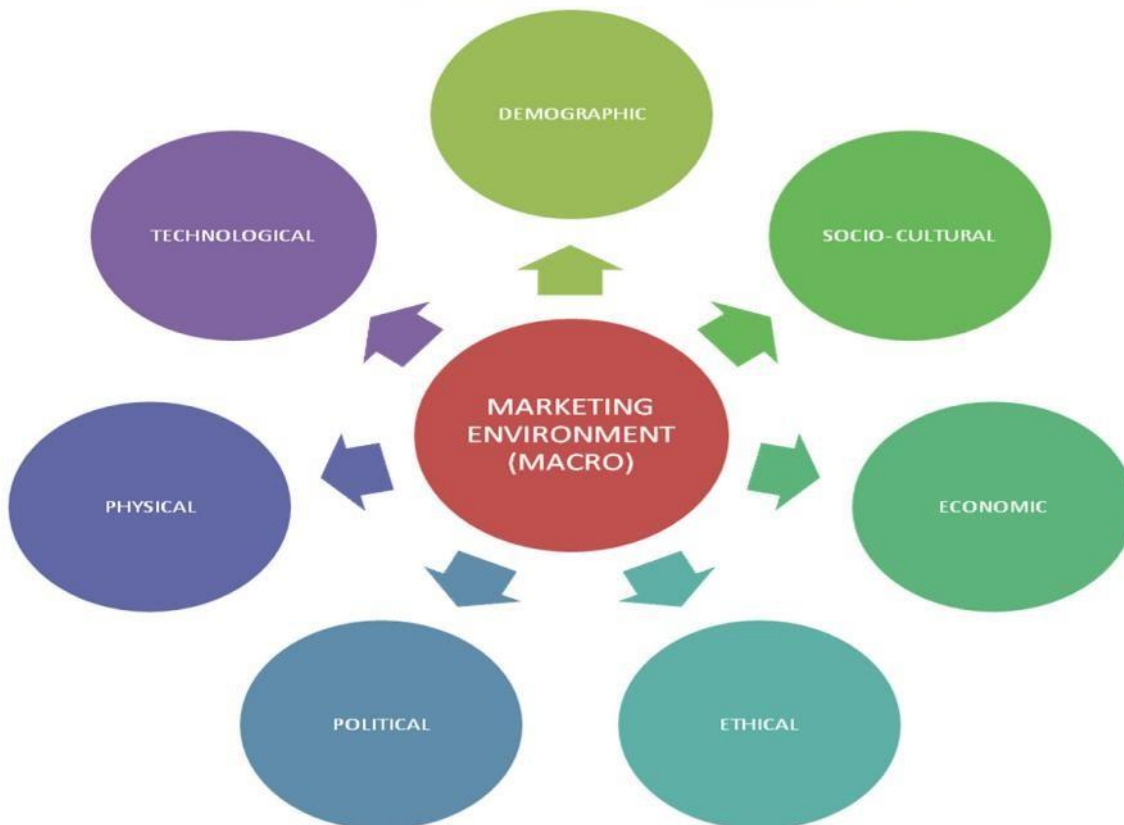 DEMOGRAPHIC
TECHNOLOGICAL
SOCIO- CULTURAL
MARKETING
ENVIRONMENT
(MACRO)
PHYSICAL
ECONOMIC
POLITICAL
ETHICAL